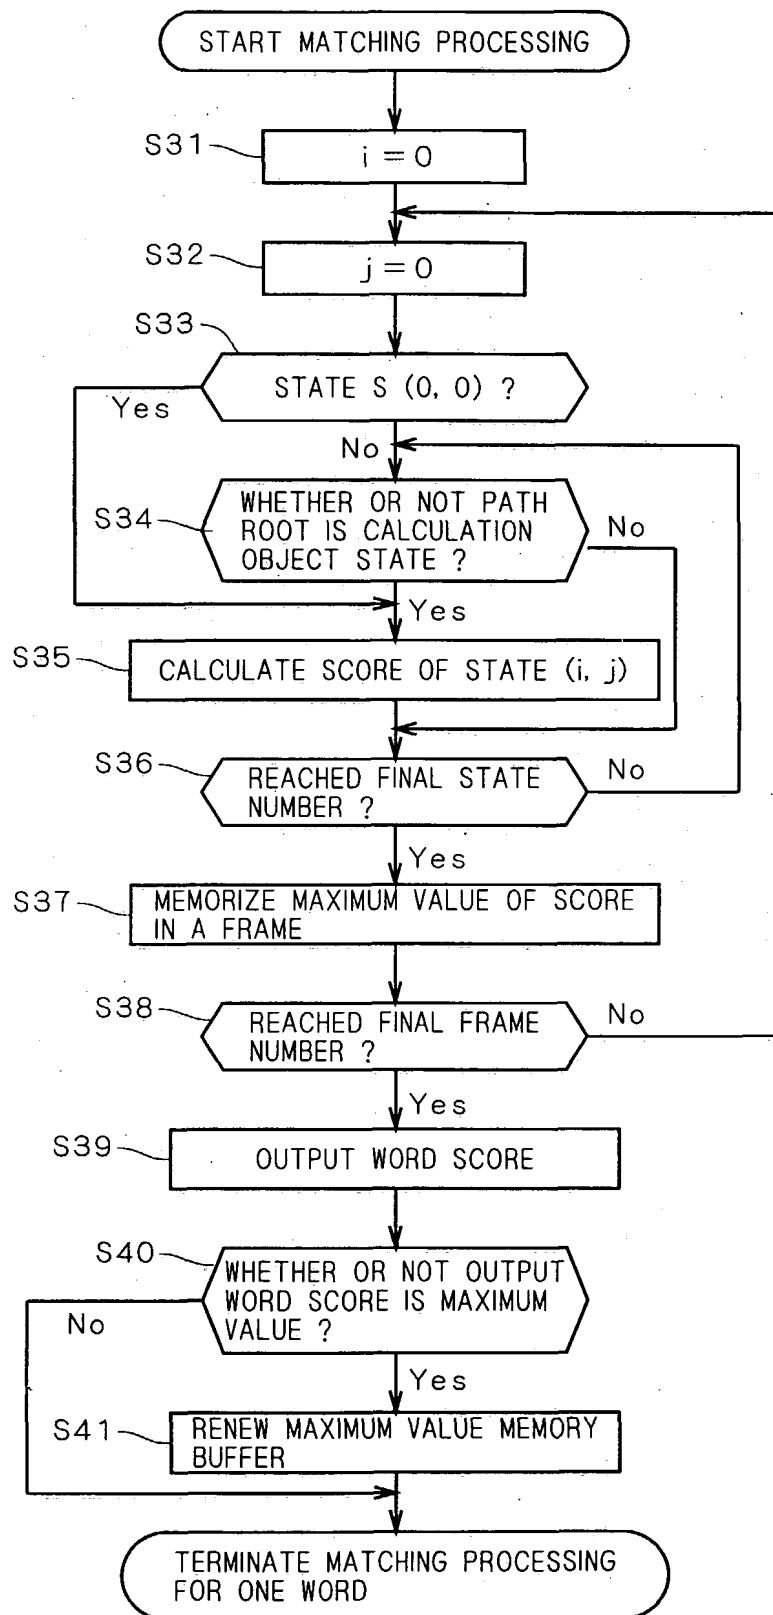 START MATCHING PROCESSING
S31
i = 0
S32
j = 0
S33
STATE S (0, 0) ?
Yes
No
S34
WHETHER OR NOT PATH
ROOT IS CALCULATION
OBJECT STATE ?
No
Yes
S35
CALCULATE SCORE OF STATE (i, j)
S36
REACHED FINAL STATE
NUMBER ?
No
Yes
S37
MEMORIZE MAXIMUM VALUE OF SCORE
IN A FRAME
S38
REACHED FINAL FRAME
NUMBER ?
No
Yes
S39
OUTPUT WORD SCORE
S40
WHETHER OR NOT OUTPUT
WORD SCORE IS MAXIMUM
VALUE ?
No
Yes
S41
RENEW MAXIMUM VALUE MEMORY
BUFFER
TERMINATE MATCHING PROCESSING
FOR ONE WORD